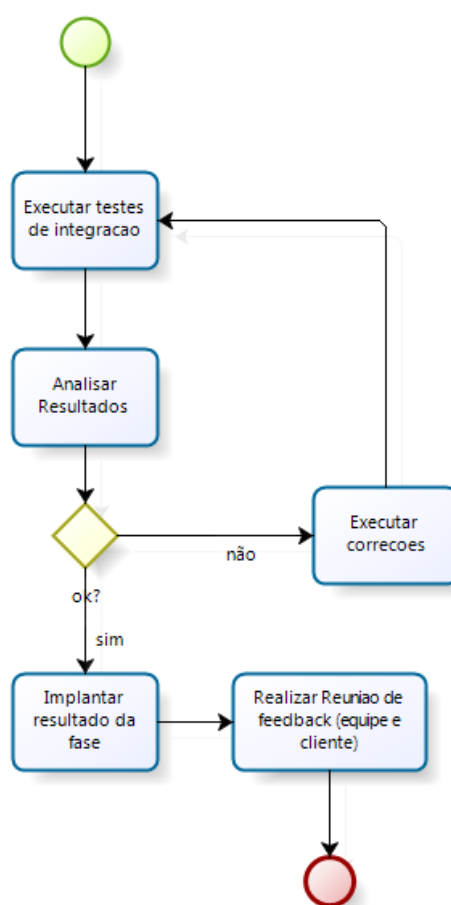 Executar testes
de integracao
Analisar
Resultados
Executar
correcoes
não
ok?
sim
Implantar
resultado da
fase
Realizar Reuniao de
feedback (equipe e
cliente)